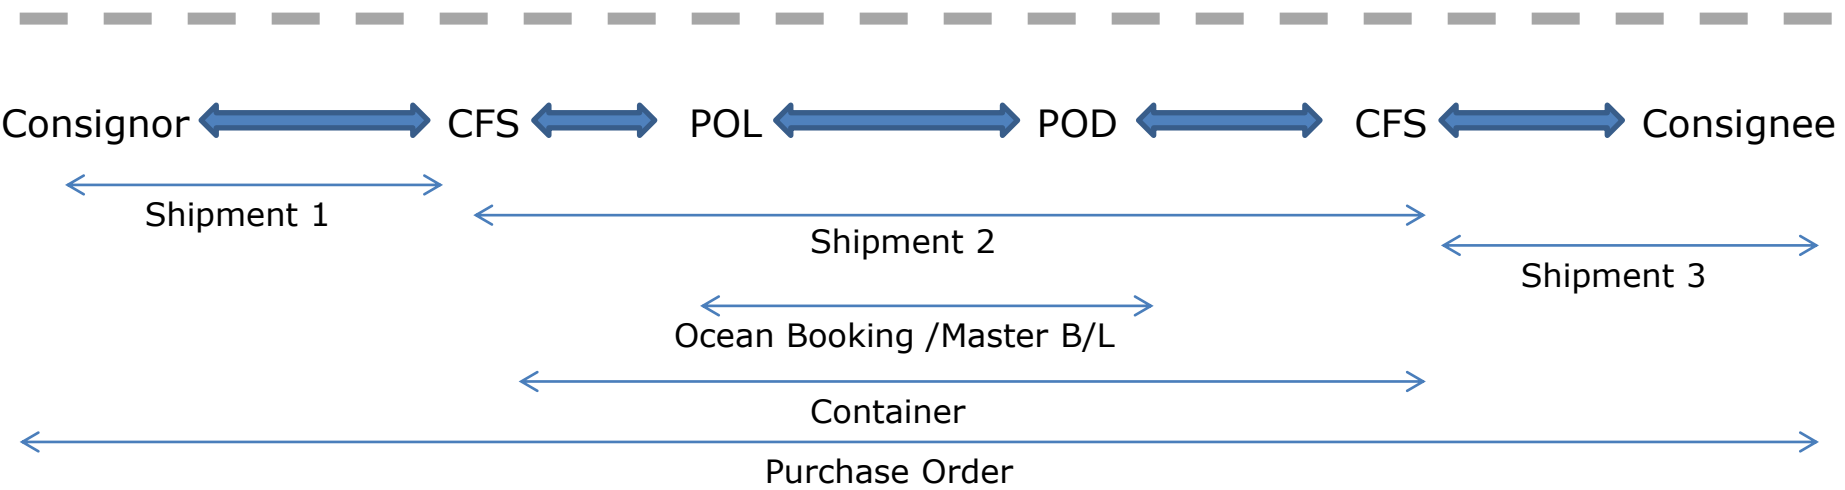 Consignor CFS POL POD CFS Consignee
Shipment 1
Shipment 2
Shipment 3
Ocean Booking /Master B/L
Container
Purchase Order